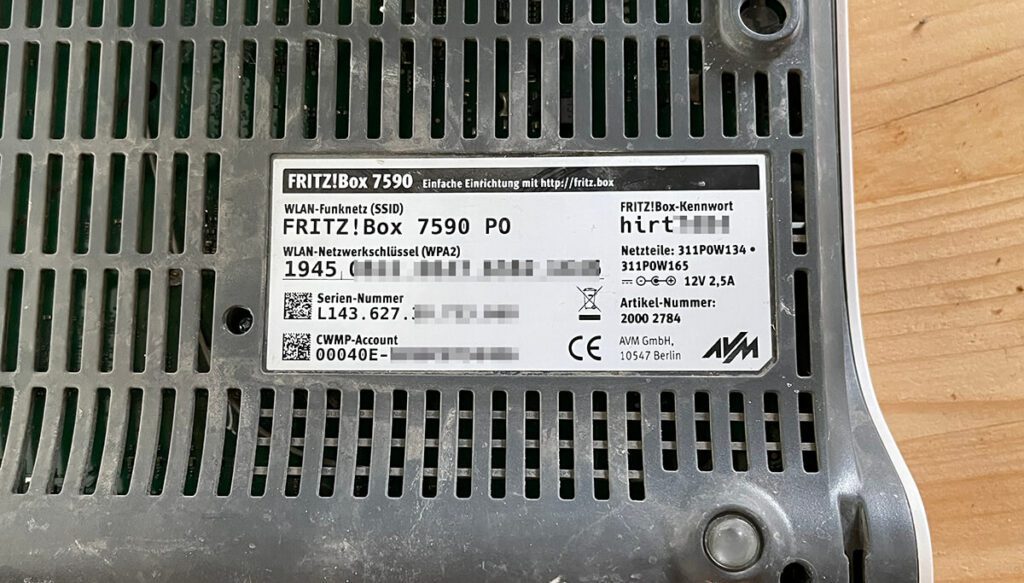 FRITZ!Box 7590 Einfache Einrichtung mit http://fritz.box
WLAN-Funknetz (SSID)
FRITZ!Box 7590 PO
WLAN-Netzwerkschlüssel (WPA2)
1945
Serien-Nummer
L143.627.
CWMP-Account
00040E-
FRITZ!Box-Kennwort
hirt
Netzteile: 311P0W134 •
311P0W165
12V 2,5A
Artikel-Nummer:
2000 2784
CE
AVM GmbH,
10547 Berlin
AVM